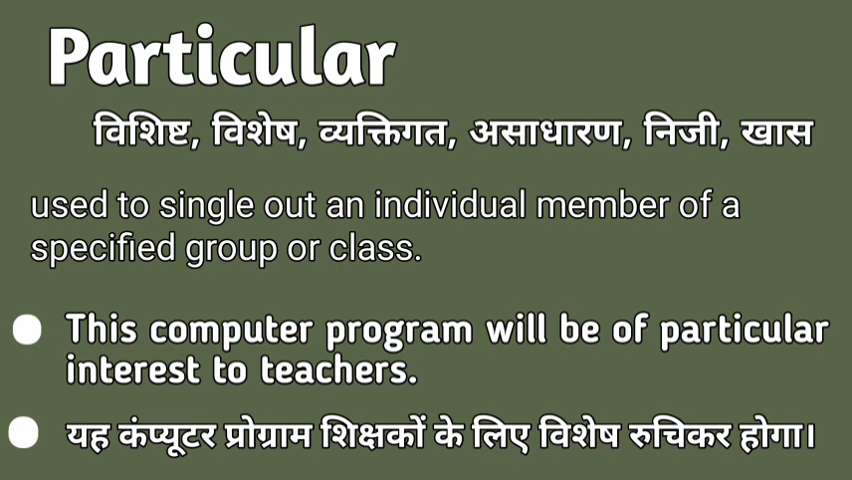 Particular
विशिष्ट, विशेष, व्यक्तिगत, असाधारण, निजी, खास
used to single out an individual member of a
specified group or class.
This computer program will be of particular
interest to teachers.
यह कंप्यूटर प्रोग्राम शिक्षकों के लिए विशेष रुचिकर होगा।